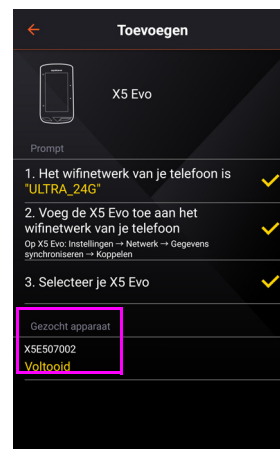 Toevoegen
X5 Evo
Prompt
1. Het wifinetwerk van je telefoon is
"ULTRA_24G"
2. Voeg de X5 Evo toe aan het
wifinetwerk van je telefoon
Op X5 Evo: Instellingen → Netwerk → Gegevens
synchroniseren → Koppelen
3. Selecteer je X5 Evo
Gezocht apparaat
X5E507002
Voltooid